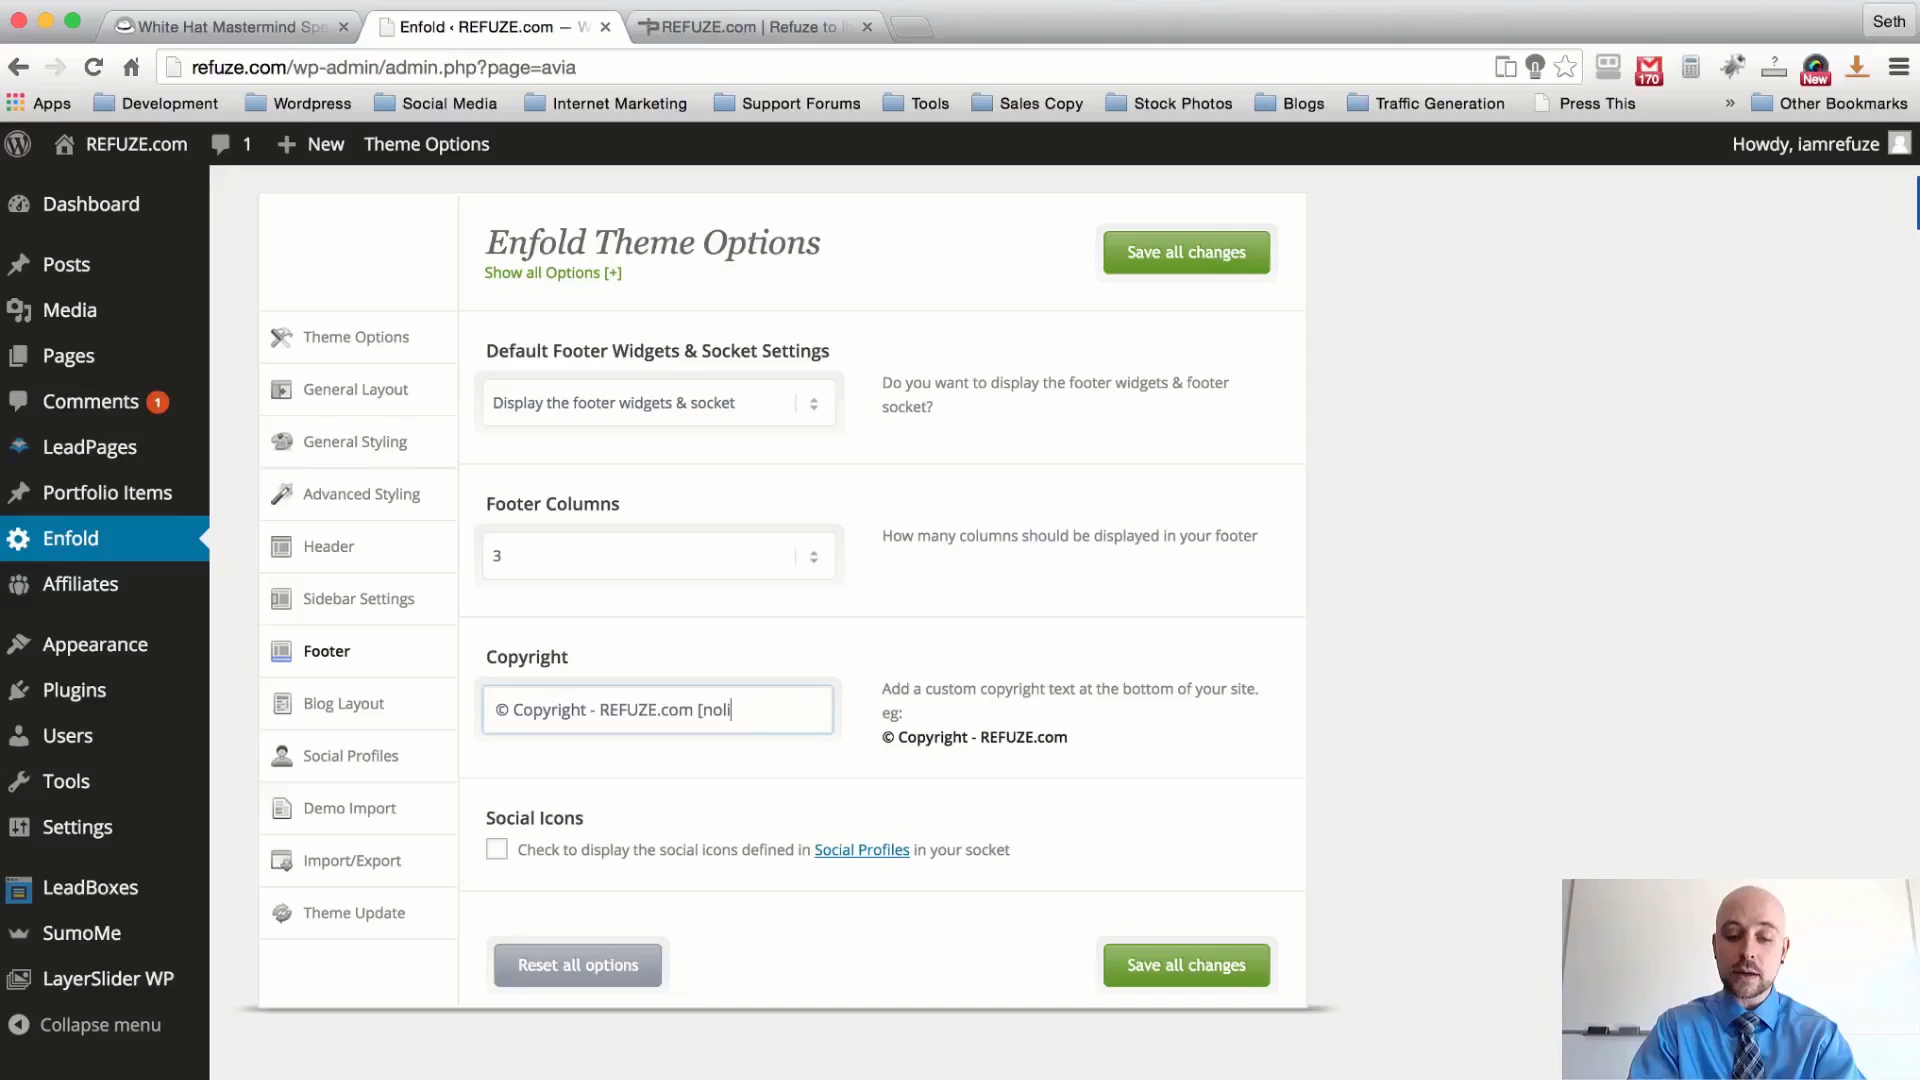 White Hat Mastermind Spe
Enfold ‹ REFUZE.com — W
REFUZE.com | Refuze to li
Seth
refuze.com/wp-admin/admin.php?page=avia
170
?
New
Apps
Development
Wordpress
Social Media
Internet Marketing
Support Forums
Tools
Sales Copy
Stock Photos
Blogs
Traffic Generation
Press This
»
Other Bookmarks
REFUZE.com
1
+ New
Theme Options
Howdy, iamrefuze
Dashboard
Posts
Media
Pages
Comments 1
LeadPages
Portfolio Items
Enfold
Affiliates
Appearance
Plugins
Users
Tools
Settings
LeadBoxes
SumoMe
LayerSlider WP
Collapse menu
Theme Options
General Layout
General Styling
Advanced Styling
Header
Sidebar Settings
Footer
Blog Layout
Social Profiles
Demo Import
Import/Export
Theme Update
Enfold Theme Options
Show all Options [+]
Save all changes
Default Footer Widgets & Socket Settings
Display the footer widgets & socket
Do you want to display the footer widgets & footer
socket?
Footer Columns
3
How many columns should be displayed in your footer
Copyright
© Copyright - REFUZE.com [noli
Add a custom copyright text at the bottom of your site.
eg:
© Copyright - REFUZE.com
Social Icons
Check to display the social icons defined in Social Profiles in your socket
Reset all options
Save all changes